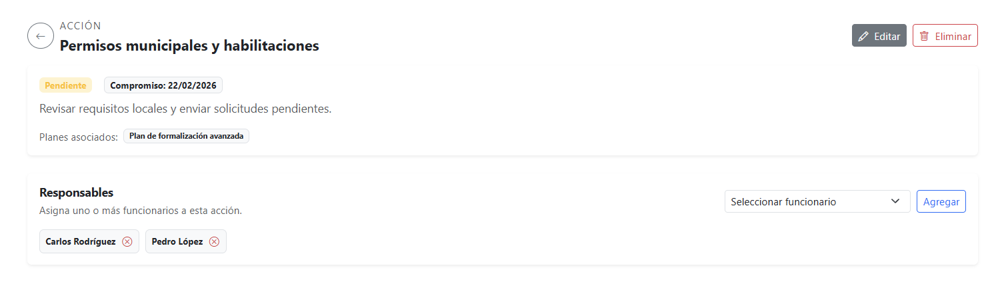 ACCIÓN
Permisos municipales y habilitaciones
Editar
Eliminar
Pendiente
Compromiso: 22/02/2026
Revisar requisitos locales y enviar solicitudes pendientes.
Planes asociados: Plan de formalización avanzada
Responsables
Asigna uno o más funcionarios a esta acción.
Seleccionar funcionario
Agregar
Carlos Rodríguez
Pedro López